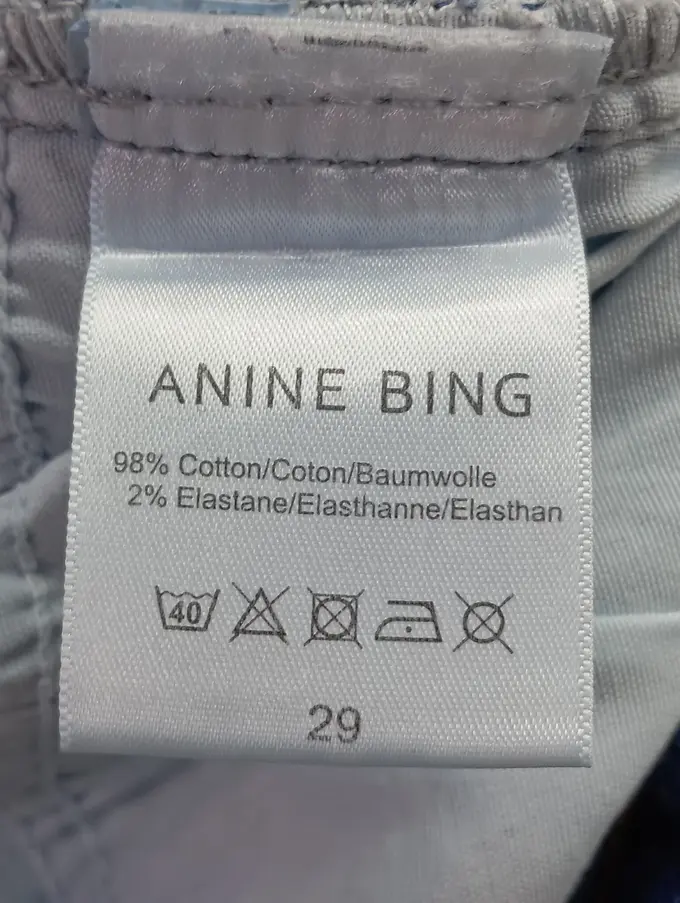 ANINE BING
98% Cotton/Coton/Baumwolle
2% Elastane/Elasthanne/Elasthan
40
29